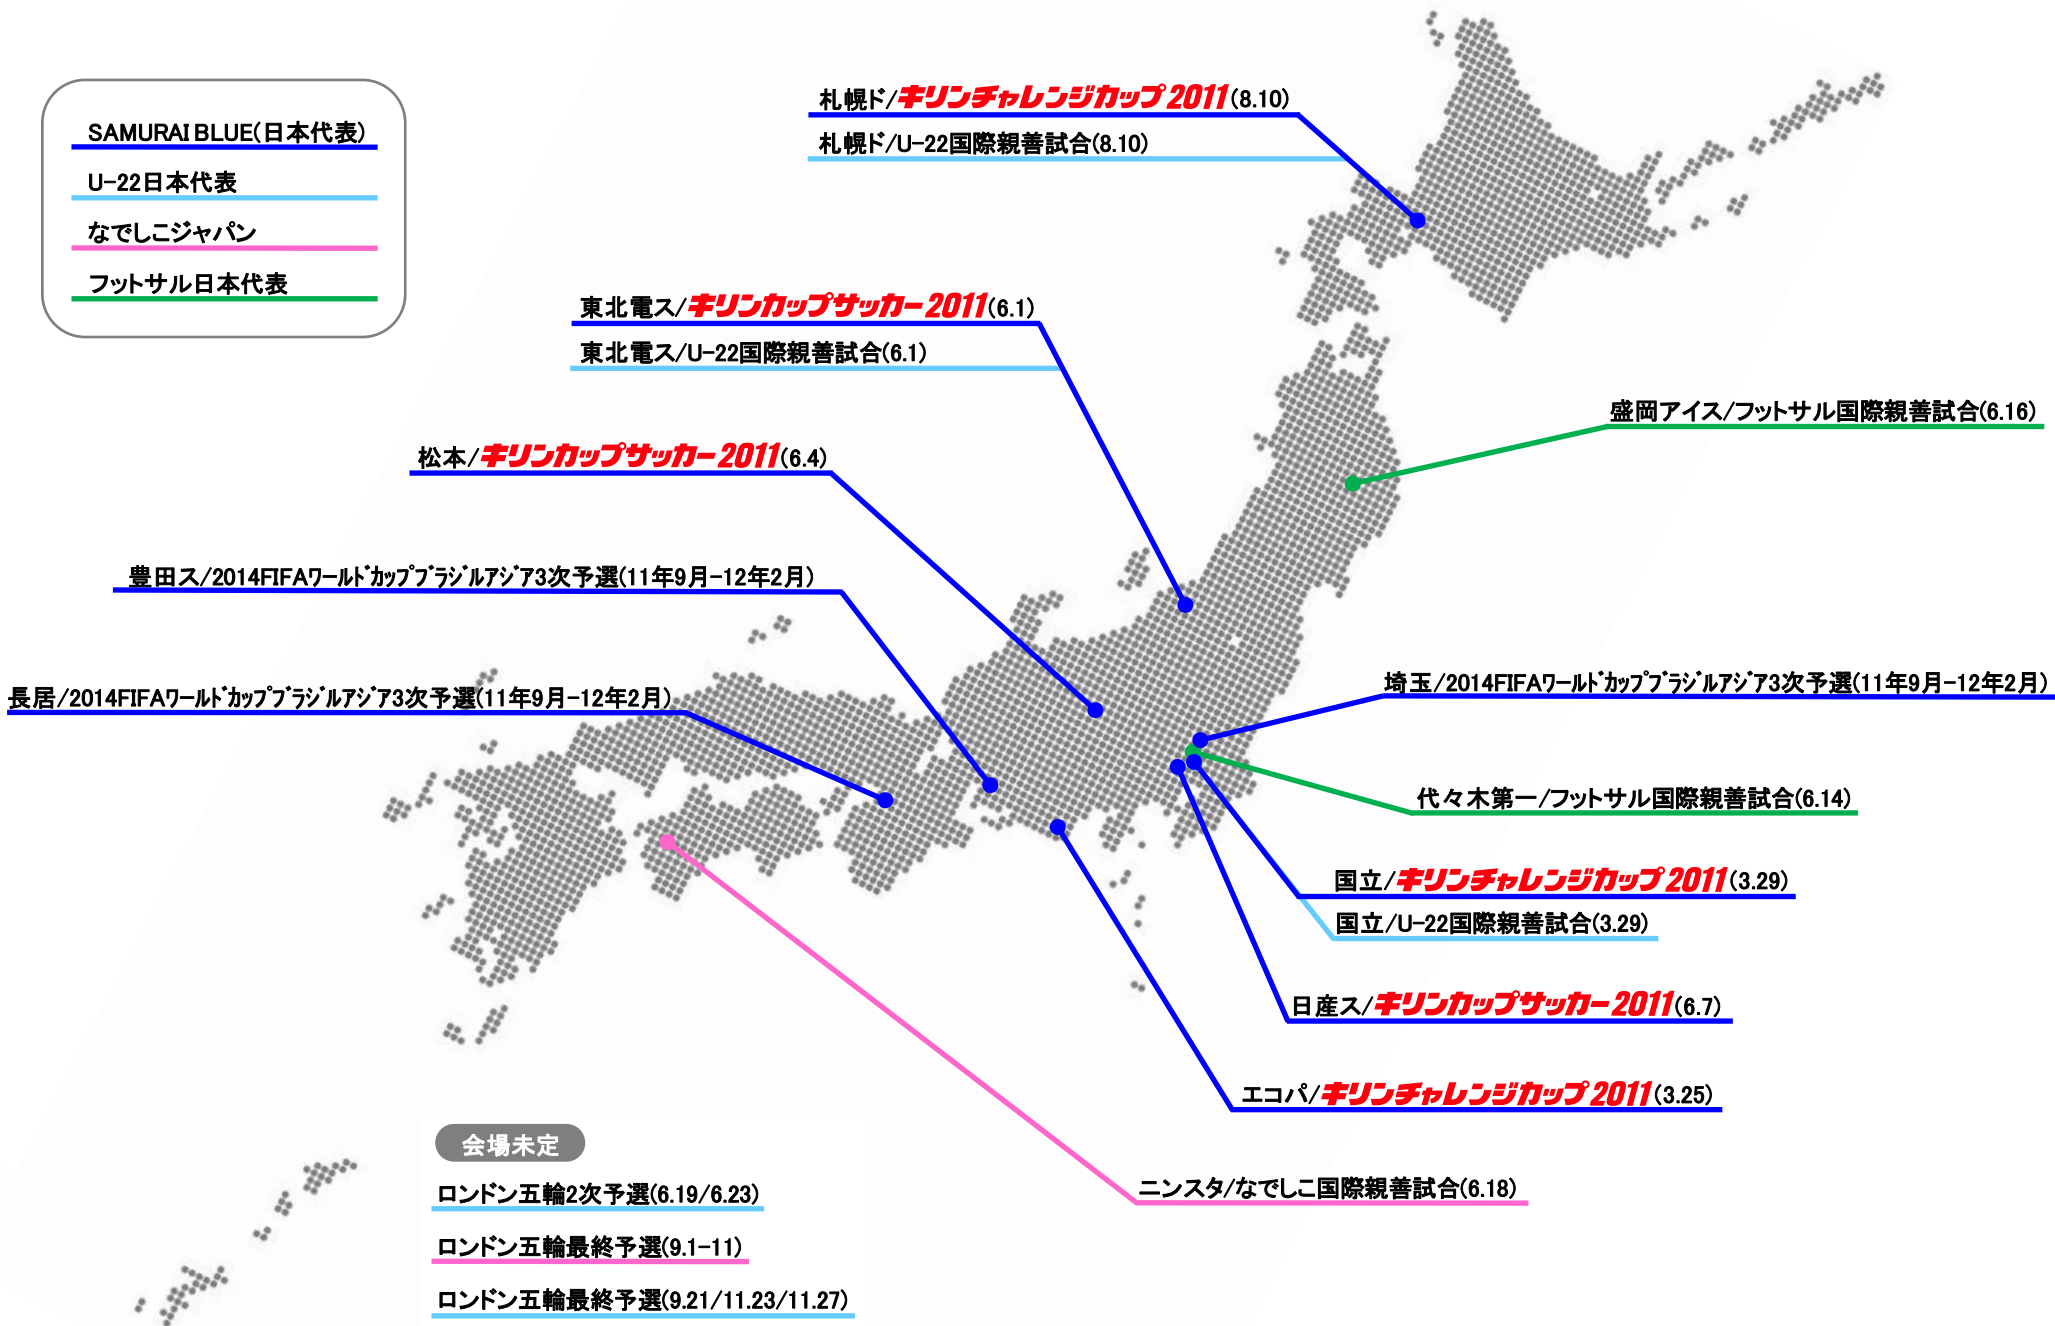 SAMURAI BLUE(日本代表)
U-22日本代表
なでしこジャパン
フットサル日本代表
札幌ド/キリンチャレンジカップ2011(8.10)
札幌ド/U-22国際親善試合(8.10)
東北電ス/キリンカップサッカー2011(6.1)
東北電ス/U-22国際親善試合(6.1)
盛岡アイス/フットサル国際親善試合(6.16)
松本/キリンカップサッカー2011(6.4)
豊田ス/2014FIFAワールドカップブラジルアジア3次予選(11年9月-12年2月)
長居/2014FIFAワールドカップブラジルアジア3次予選(11年9月-12年2月)
埼玉/2014FIFAワールドカップブラジルアジア3次予選(11年9月-12年2月)
代々木第一/フットサル国際親善試合(6.14)
国立/キリンチャレンジカップ2011(3.29)
国立/U-22国際親善試合(3.29)
日産ス/キリンカップサッカー2011(6.7)
エコパ/キリンチャレンジカップ2011(3.25)
ニンスタ/なでしこ国際親善試合(6.18)
会場未定
ロンドン五輪2次予選(6.19/6.23)
ロンドン五輪最終予選(9.1-11)
ロンドン五輪最終予選(9.21/11.23/11.27)